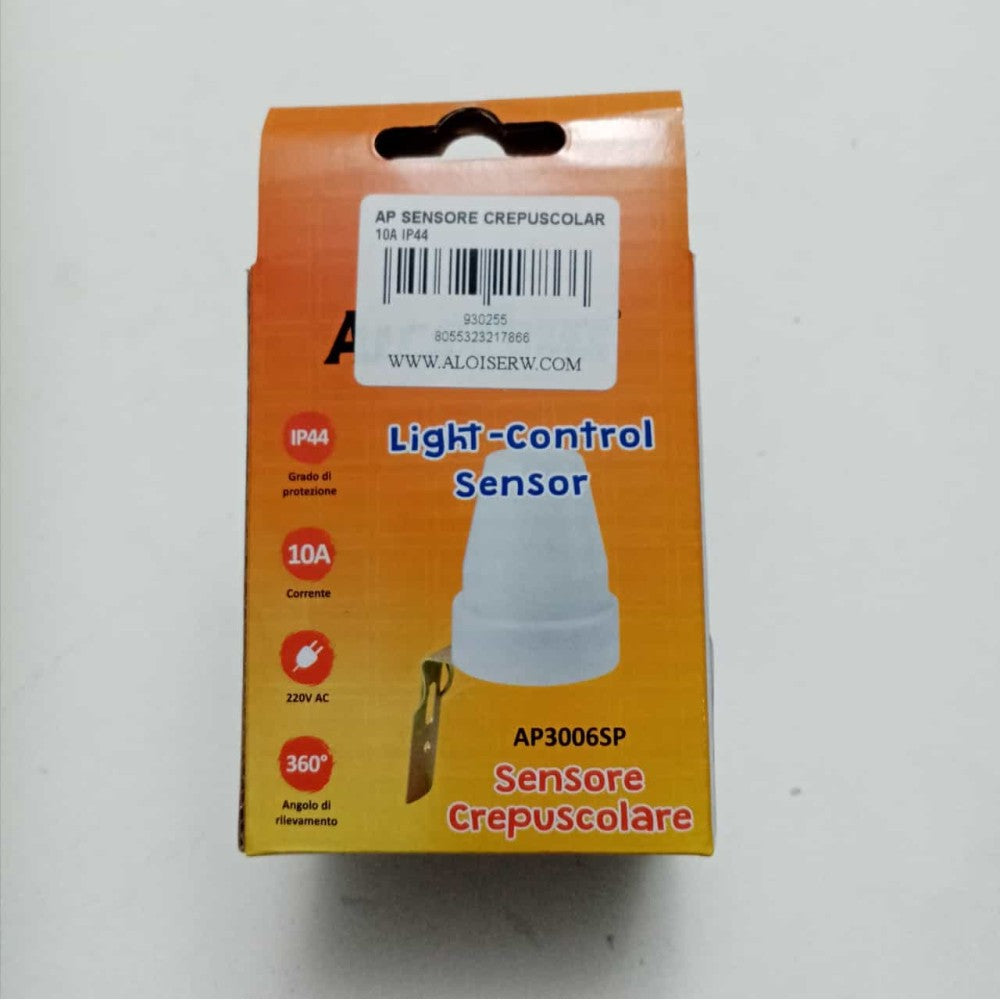 AP SENSORE CREPUSCOLAR
10A IP44
930255
8055323217866
WWW.ALOISERW.COM
Light-Control
Sensor
IP44
Grado di
protezione
10A
Corrente
220V AC
360°
Angolo di
rilevamento
AP3006SP
Sensore
Crepuscolare